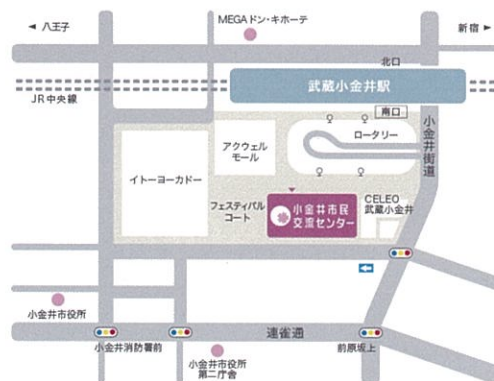 MEGAドン・キホーテ
← 八王子
新宿 →
北口
武蔵小金井駅
JR中央線
南口
ロータリー
小金井街道
アクウェル
モール
イトーヨーカドー
フェスティバル
コート
小金井市民
交流センター
CELEO
武蔵小金井
小金井市役所
小金井消防署前
連雀通
前原坂上
小金井市役所
第二庁舎